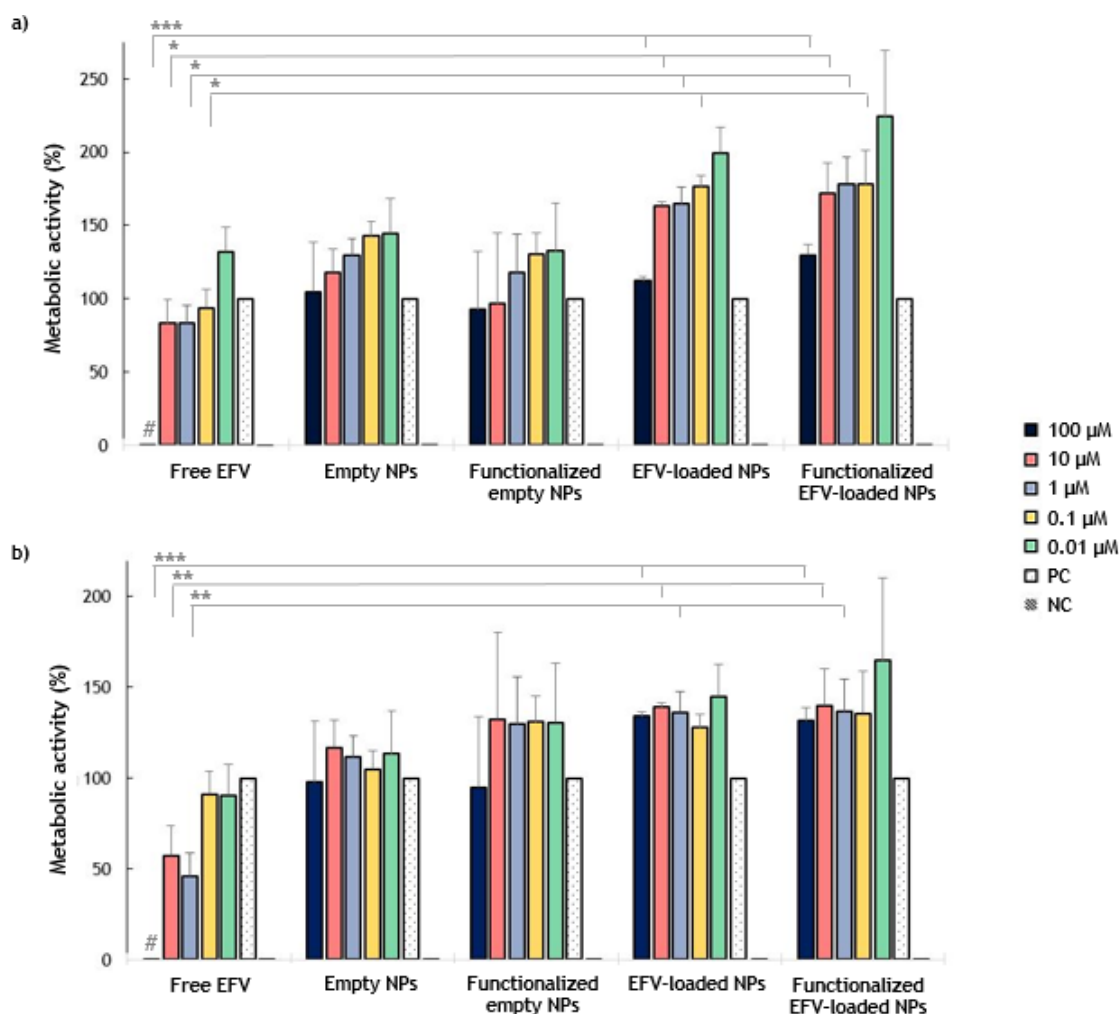 a)
***
*
*
*
250
200
150
100
50
0
Metabolic activity (%)
#
Free EFV
Empty NPs
Functionalized
empty NPs
EFV-loaded NPs
Functionalized
EFV-loaded NPs
100 µM
10 µM
1 µM
0.1 µM
0.01 µM
PC
NC
b)
***
**
**
200
150
100
50
0
Metabolic activity (%)
#
Free EFV
Empty NPs
Functionalized
empty NPs
EFV-loaded NPs
Functionalized
EFV-loaded NPs